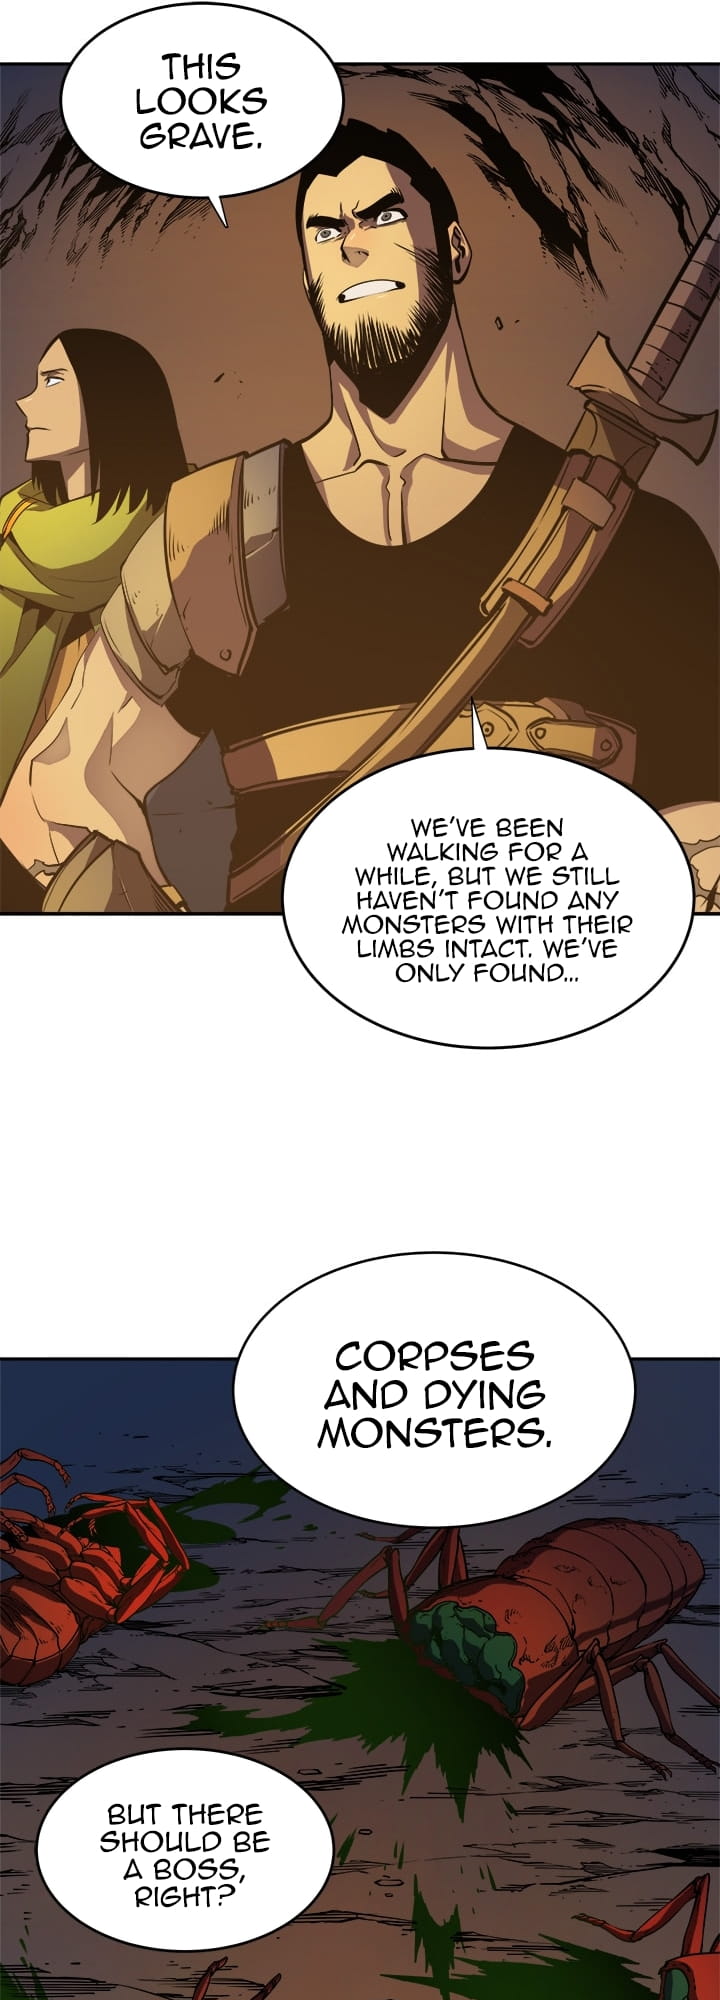 THIS
LOOKS
GRAVE.
WE'VE BEEN
WALKING FOR A
WHILE, BUT WE STILL
HAVEN'T FOUND ANY
MONSTERS WITH THEIR
LIMBS INTACT. WE'VE
ONLY FOUND...
CORPSES
AND DYING
MONSTERS.
BUT THERE
SHOULD BE
A BOSS,
RIGHT?